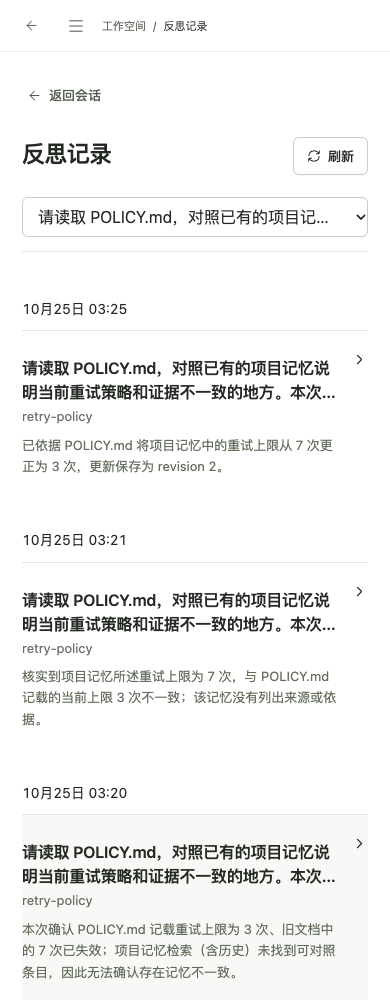 工作空间 / 反思记录
返回会话
反思记录
刷新
请读取 POLICY.md，对照已有的项目记...
10月25日 03:25
请读取 POLICY.md，对照已有的项目记忆说
明当前重试策略和证据不一致的地方。本次...
retry-policy
已依据 POLICY.md 将项目记忆中的重试上限从 7 次更
正为 3 次，更新保存为 revision 2。
10月25日 03:21
请读取 POLICY.md，对照已有的项目记忆说
明当前重试策略和证据不一致的地方。本次...
retry-policy
核实到项目记忆所述重试上限为 7 次，与 POLICY.md
记载的当前上限 3 次不一致；该记忆没有列出来源或依
据。
10月25日 03:20
请读取 POLICY.md，对照已有的项目记忆说
明当前重试策略和证据不一致的地方。本次...
retry-policy
本次确认 POLICY.md 记载重试上限为 3 次、旧文档中
的 7 次已失效；项目记忆检索（含历史）未找到可对照
条目，因此无法确认存在记忆不一致。